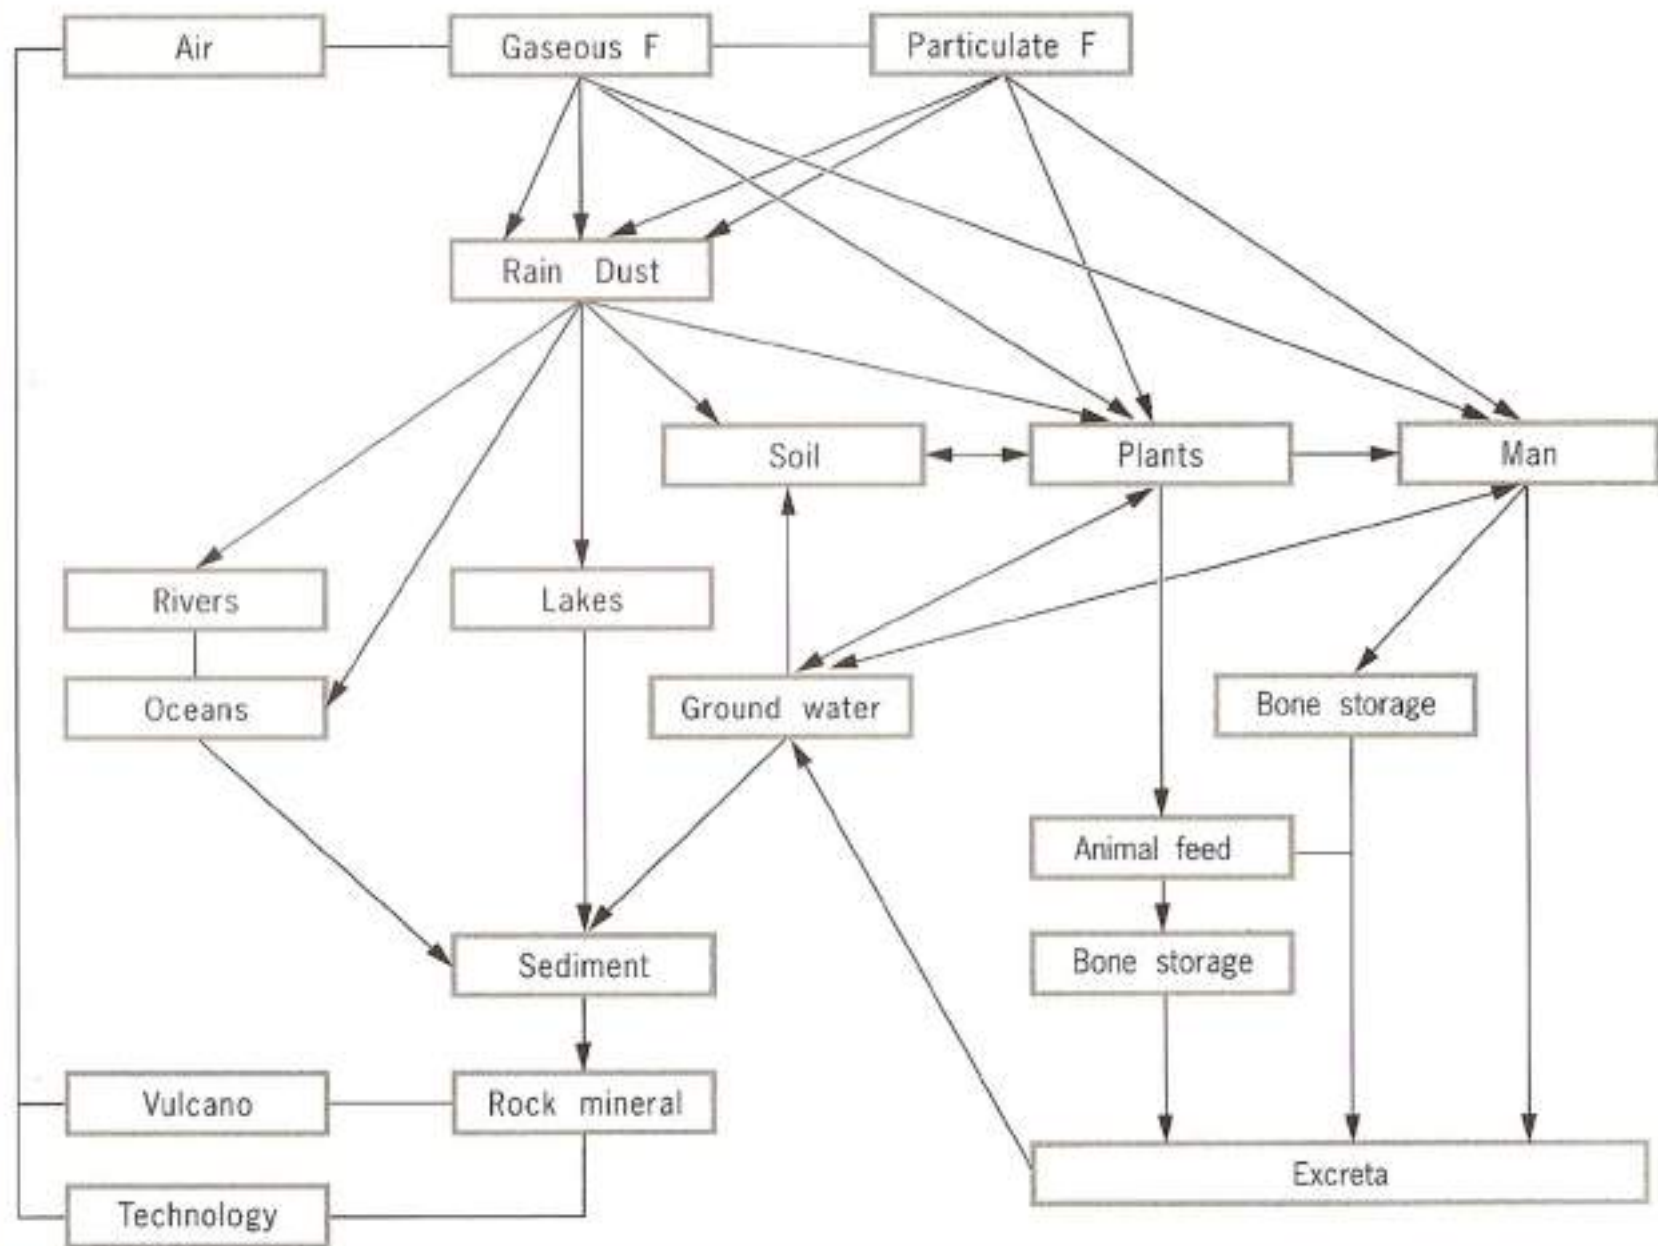 Air
Gaseous F
Particulate F
Rain Dust
Soil
Plants
Man
Rivers
Lakes
Oceans
Ground water
Bone storage
Animal feed
Sediment
Bone storage
Vulcano
Rock mineral
Technology
Excreta